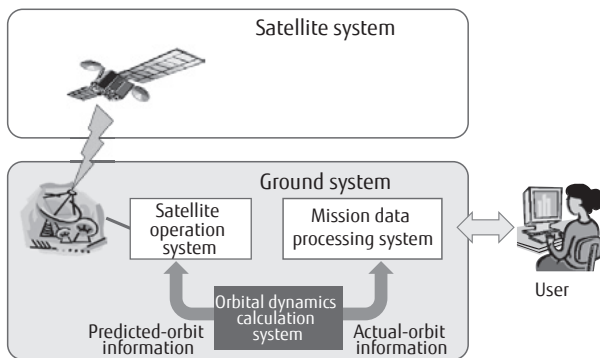 Satellite system
Ground system
Satellite
operation
system
Mission data
processing system
Orbital dynamics
calculation
system
Predicted-orbit
information
Actual-orbit
information
User